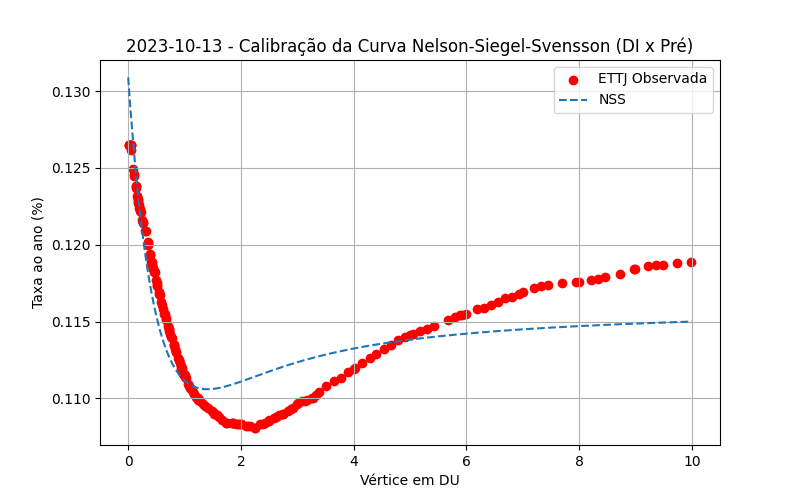 2023-10-13 - Calibração da Curva Nelson-Siegel-Svensson (DI x Pré)
ETTJ Observada
NSS
Taxa ao ano (%)
0.130
0.125
0.120
0.115
0.110
0 2 4 6 8 10
Vértice em DU